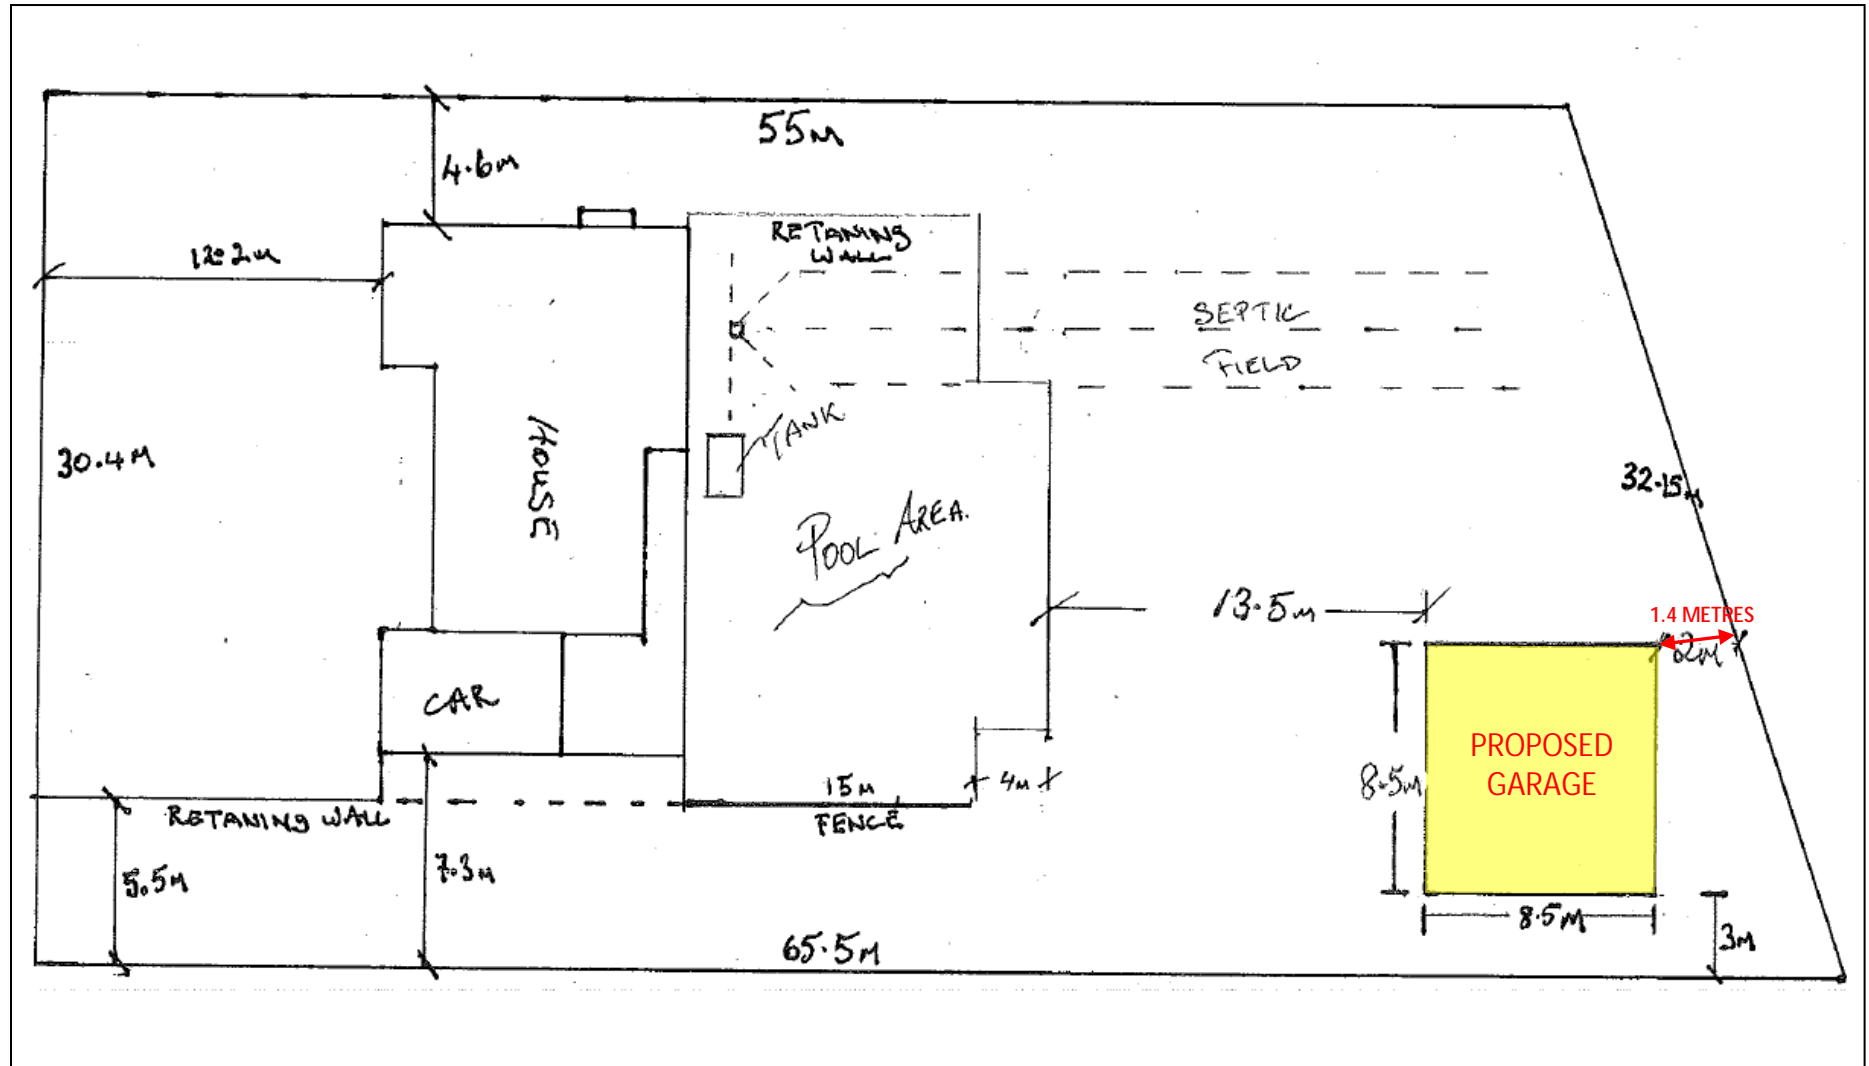 55M
4.6M
12.2M
RETANING
WALL
SEPTIC
FIELD
TANK
HOUSE
30.4M
POOL AREA.
32.15M
13.5M
1.4 METRES
2M
CAR
PROPOSED
GARAGE
8.5M
15M
4M
FENCE
RETANING WALL
5.5M
7.3M
8.5M
3M
65.5M